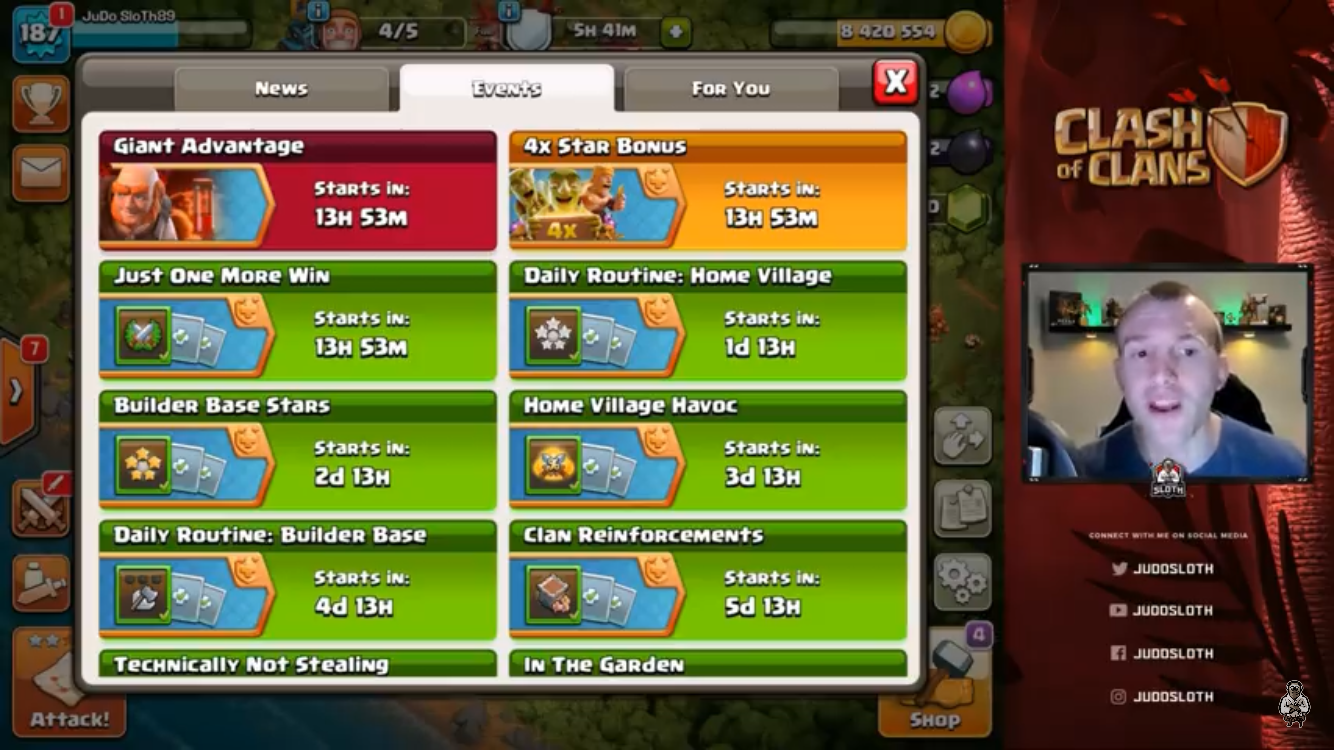 187
1
JuDo SloTh89
4/5
5H 41M
8 420 554
News
Events
For You
X
Giant Advantage
Starts in:
13H 53M
4x Star Bonus
4X
Starts in:
13H 53M
Just One More Win
Starts in:
13H 53M
Daily Routine: Home Village
Starts in:
1d 13H
Builder Base Stars
Starts in:
2d 13H
Home Village Havoc
Starts in:
3d 13H
Daily Routine: Builder Base
Starts in:
4d 13H
Clan Reinforcements
Starts in:
5d 13H
Technically Not Stealing
In The Garden
7
2
2
0
4
Attack!
Shop
CLASH
OF CLANS
SLOTH
CONNECT WITH ME ON SOCIAL MEDIA
JUDOSLOTH
JUDOSLOTH
JUDOSLOTH
JUDOSLOTH